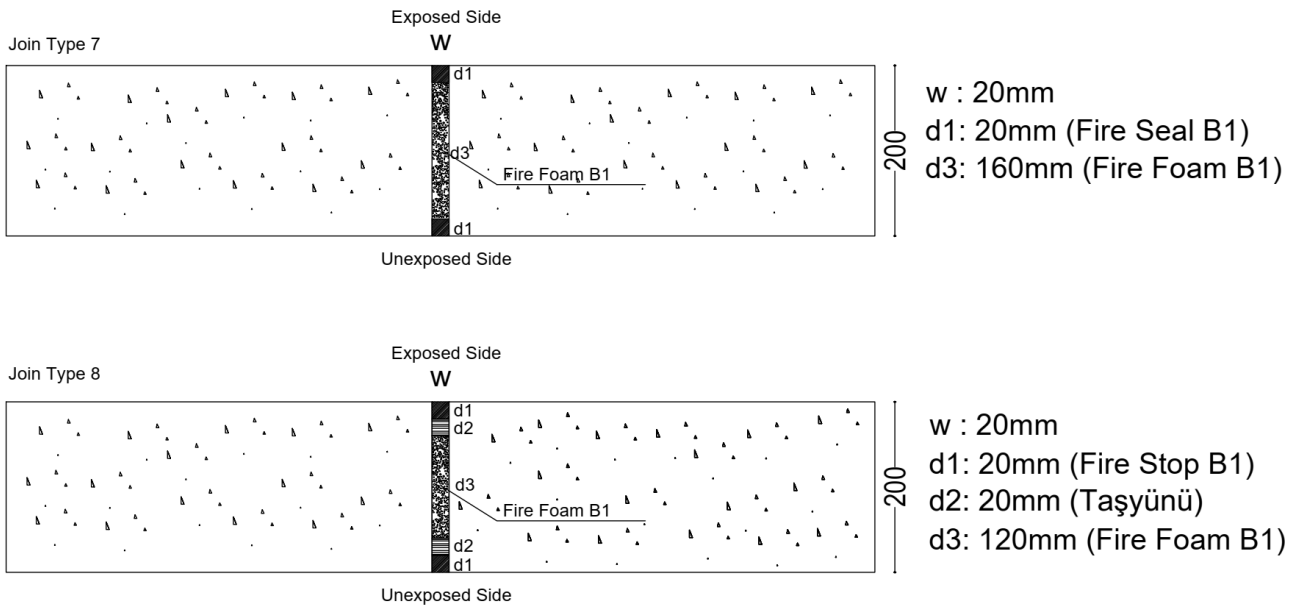 Exposed Side
Join Type 7
W
d1
d3
Fire Foam B1
d1
Unexposed Side
200
w : 20mm
d1: 20mm (Fire Seal B1)
d3: 160mm (Fire Foam B1)
Exposed Side
Join Type 8
W
d1
d2
d3
Fire Foam B1
d2
d1
Unexposed Side
200
w : 20mm
d1: 20mm (Fire Stop B1)
d2: 20mm (Taşyünü)
d3: 120mm (Fire Foam B1)